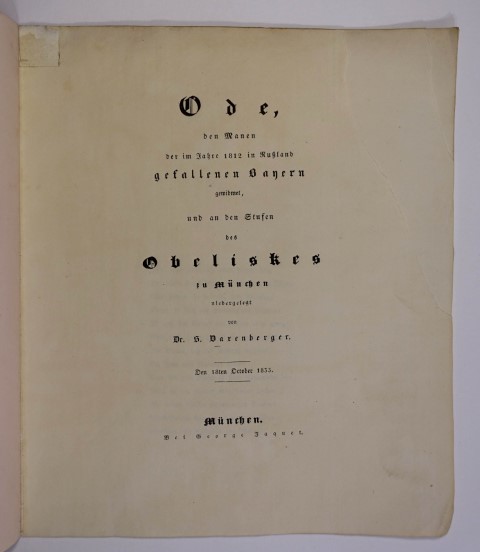 Ode,
den Manen
der im Jahre 1812 in Rußland
gefallenen Bayern
gewidmet,
und an den Stufen
des
Obeliskes
zu München
niedergelegt
von
Dr. S. Daxenberger.
Den 18ten October 1833.
München.
Bei George Jaquet.